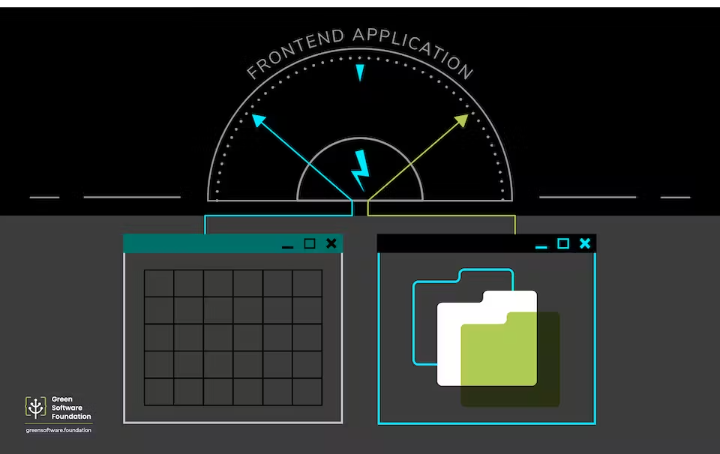 FRONTEND APPLICATION
Green
Software
Foundation
greensoftware.foundation